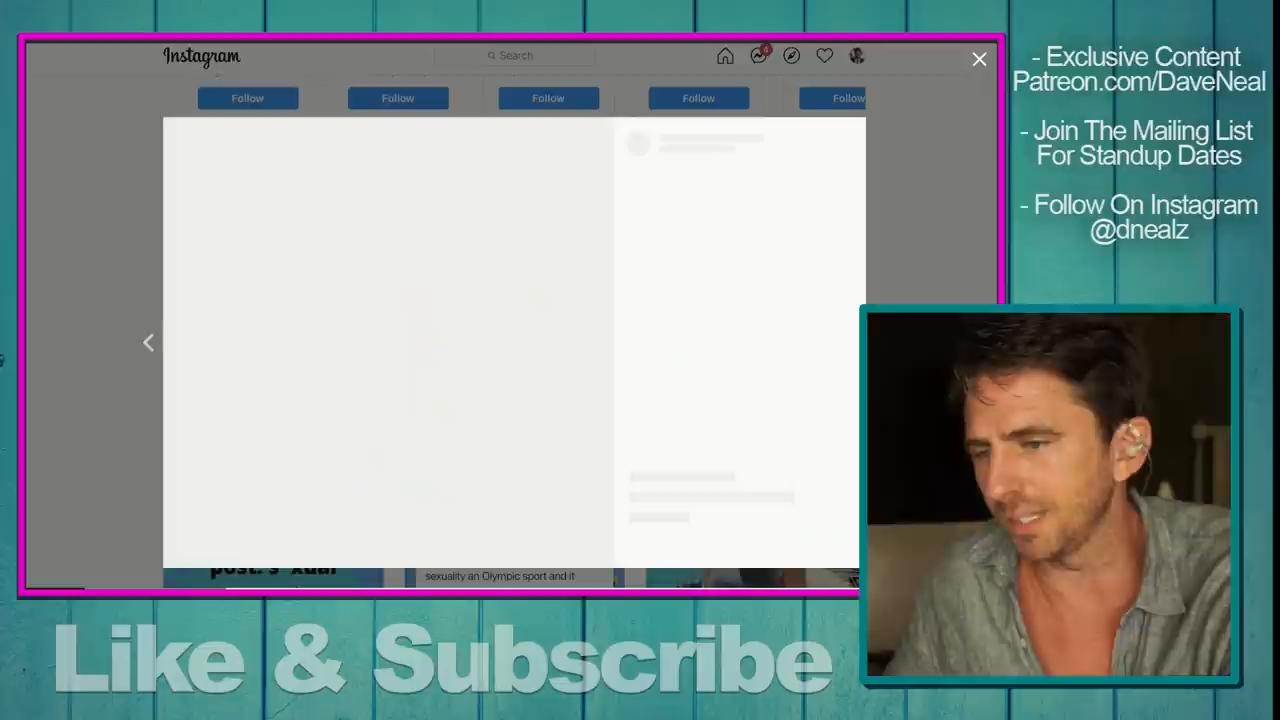 Instagram
Search
4
Follow
Follow
Follow
Follow
Follow
sexuality an Olympic sport and it
- Exclusive Content
Patreon.com/DaveNeal
- Join The Mailing List
For Standup Dates
- Follow On Instagram
@dnealz
Like & Subscribe